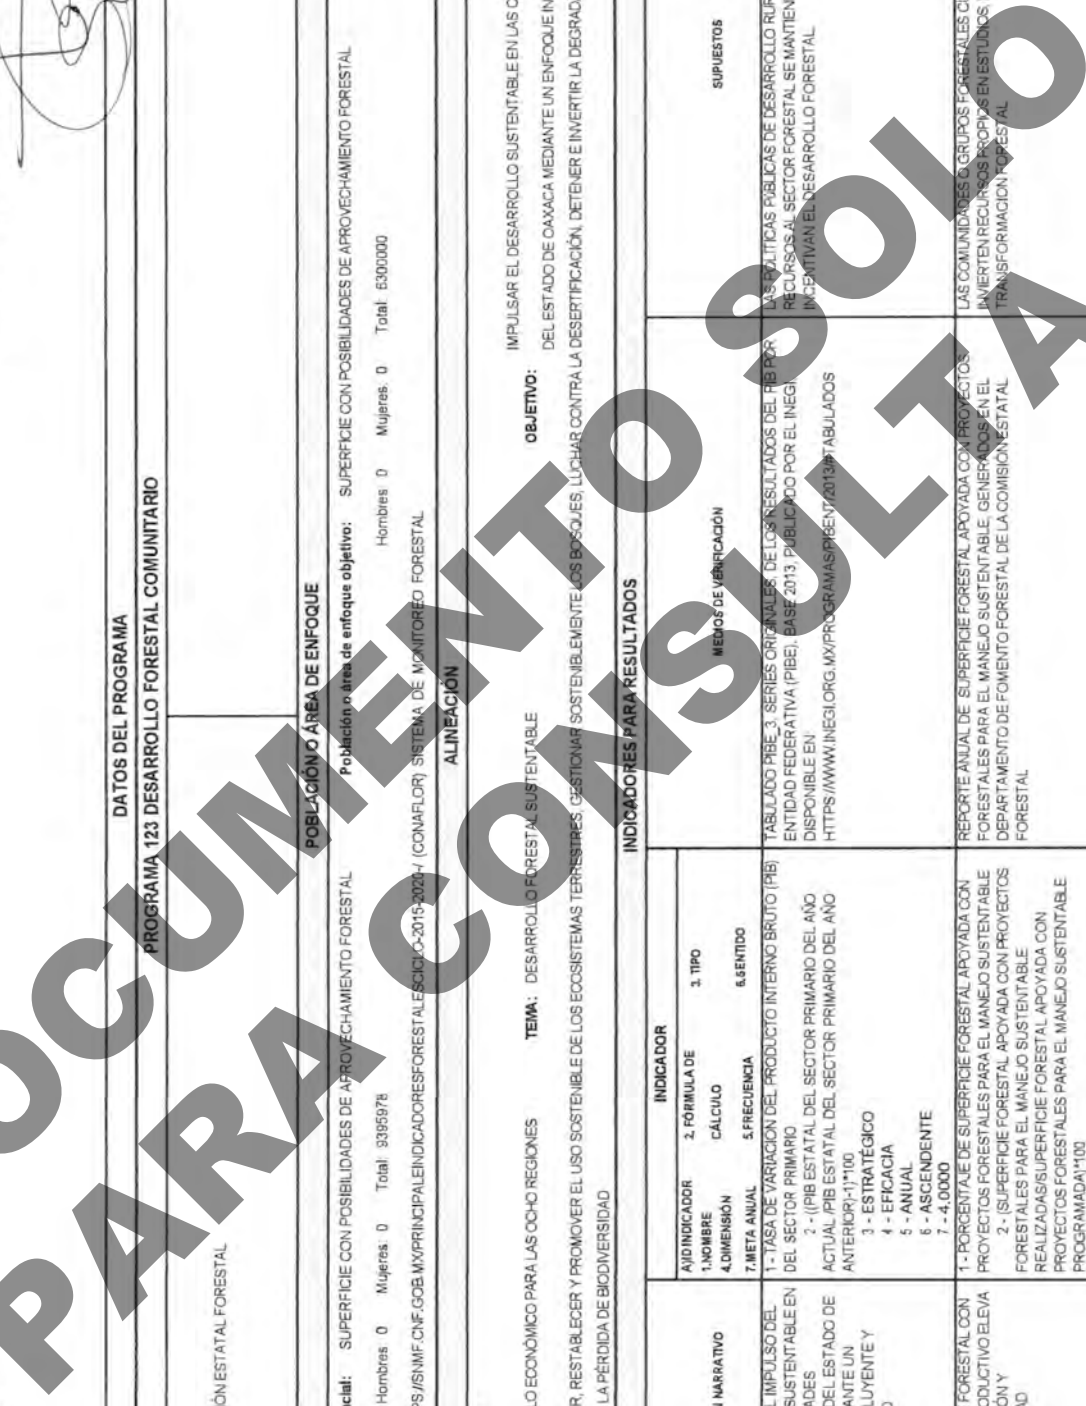 DATOS DEL PROGRAMA
PROGRAMA 123 DESARROLLO FORESTAL COMUNITARIO
ÓN ESTATAL FORESTAL
POBLACIÓN O ÁREA DE ENFOQUE
cial: SUPERFICIE CON POSIBILIDADES DE APROVECHAMIENTO FORESTAL Población o área de enfoque objetivo: SUPERFICIE CON POSIBILIDADES DE APROVECHAMIENTO FORESTAL
Hombres: 0 Mujeres: 0 Total: 9395978 Hombres: 0 Mujeres: 0 Total: 6300000
PS://SNMF.CNF.GOB.MX/PRINCIPALEINDICADORESFORESTALESCICLO-2015-2020-/ (CONAFLOR) SISTEMA DE MONITOREO FORESTAL
ALINEACIÓN
IMPULSAR EL DESARROLLO SUSTENTABLE EN LAS
LO ECONÓMICO PARA LAS OCHO REGIONES TEMA: DESARROLLO FORESTAL SUSTENTABLE OBJETIVO:
DEL ESTADO DE OAXACA MEDIANTE UN ENFOQUE IN
R, RESTABLECER Y PROMOVER EL USO SOSTENIBLE DE LOS ECOSISTEMAS TERRESTRES, GESTIONAR SOSTENIBLEMENTE LOS BOSQUES, LUCHAR CONTRA LA DESERTIFICACIÓN, DETENER E INVERTIR LA DEGRAD
LA PÉRDIDA DE BIODIVERSIDAD
INDICADORES PARA RESULTADOS
N NARRATIVO
INDICADOR
A)ID INDICADOR 2, FÓRMULA DE 3, TIPO
1.NOMBRE CÁLCULO
4.DIMENSIÓN
7.META ANUAL 5.FRECUENCIA 6,SENTIDO
MEDIOS DE VERIFICACIÓN
SUPUESTOS
L IMPULSO DEL
SUSTENTABLE EN
ADES
DEL ESTADO DE
ANTE UN
LUYENTE Y
1 - TASA DE VARIACIÓN DEL PRODUCTO INTERNO BRUTO (PIB)
DEL SECTOR PRIMARIO
2 - ((PIB ESTATAL DEL SECTOR PRIMARIO DEL AÑO
ACTUAL /PIB ESTATAL DEL SECTOR PRIMARIO DEL AÑO
ANTERIOR)-1)*100
3 - ESTRATÉGICO
4 - EFICACIA
5 - ANUAL
6 - ASCENDENTE
7 - 4,0000
TABULADO PIBE_3, SERIES ORIGINALES, DE LOS RESULTADOS DEL PIB POR
ENTIDAD FEDERATIVA (PIBE), BASE 2013, PUBLICADO POR EL INEGI
DISPONIBLE EN
HTTPS://WWW.INEGI.ORG.MX/PROGRAMAS/PIBENT/2013/#TABULADOS
LAS POLITICAS PÚBLICAS DE DESARROLLO RUR
RECURSOS AL SECTOR FORESTAL SE MANTIEN
INCENTIVAN EL DESARROLLO FORESTAL
FORESTAL CON
ODUCTIVO ELEVA
ÓN Y
AD
1 - PORCENTAJE DE SUPERFICIE FORESTAL APOYADA CON
PROYECTOS FORESTALES PARA EL MANEJO SUSTENTABLE
2 - (SUPERFICIE FORESTAL APOYADA CON PROYECTOS
FORESTALES PARA EL MANEJO SUSTENTABLE
REALIZADAS/SUPERFICIE FORESTAL APOYADA CON
PROYECTOS FORESTALES PARA EL MANEJO SUSTENTABLE
PROGRAMADA)*100
REPORTE ANUAL DE SUPERFICIE FORESTAL APOYADA CON PROYECTOS
FORESTALES PARA EL MANEJO SUSTENTABLE, GENERADOS EN EL
DEPARTAMENTO DE FOMENTO FORESTAL DE LA COMISION ESTATAL
FORESTAL
LAS COMUNIDADES O GRUPOS FORESTALES C
INVIERTEN RECURSOS PROPIOS EN ESTUDIOS,
TRANSFORMACION FORESTAL
OCUMENTO SOLO
PARA CONSULTA